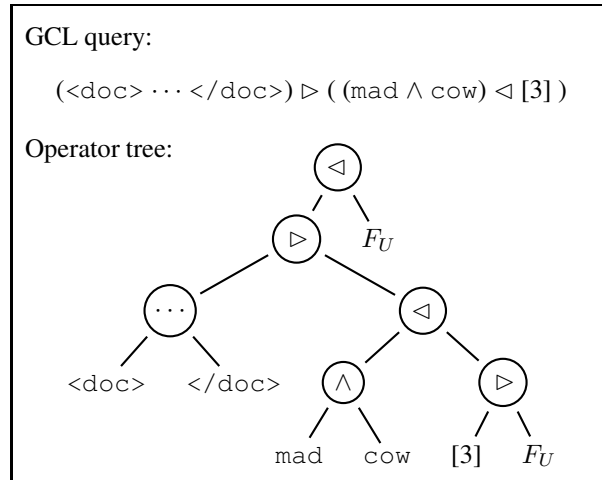 GCL query:
(<doc> ··· </doc>) ▷ ( (mad ∧ cow) ◁ [3] )
Operator tree:
◁
▷ F_U
··· ◁
<doc> </doc> ∧ ▷
mad cow [3] F_U